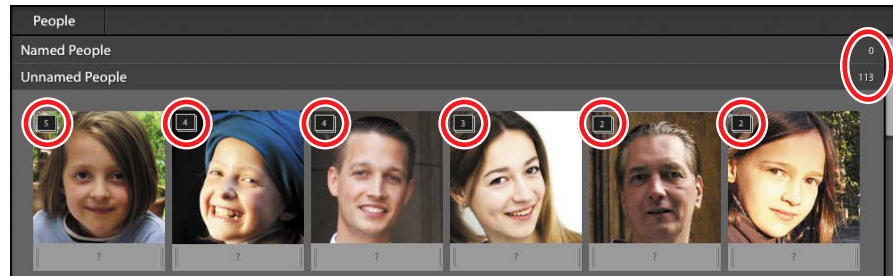 People
Named People 0
Unnamed People 113
5 4 4 3 2 2
? ? ? ? ? ?